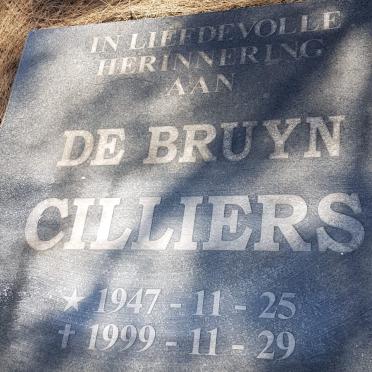 IN LIEFDEVOLLE
HERINNERING
AAN
DE BRUYN
CILLIERS
★ 1947 - 11 - 25
† 1999 - 11 - 29